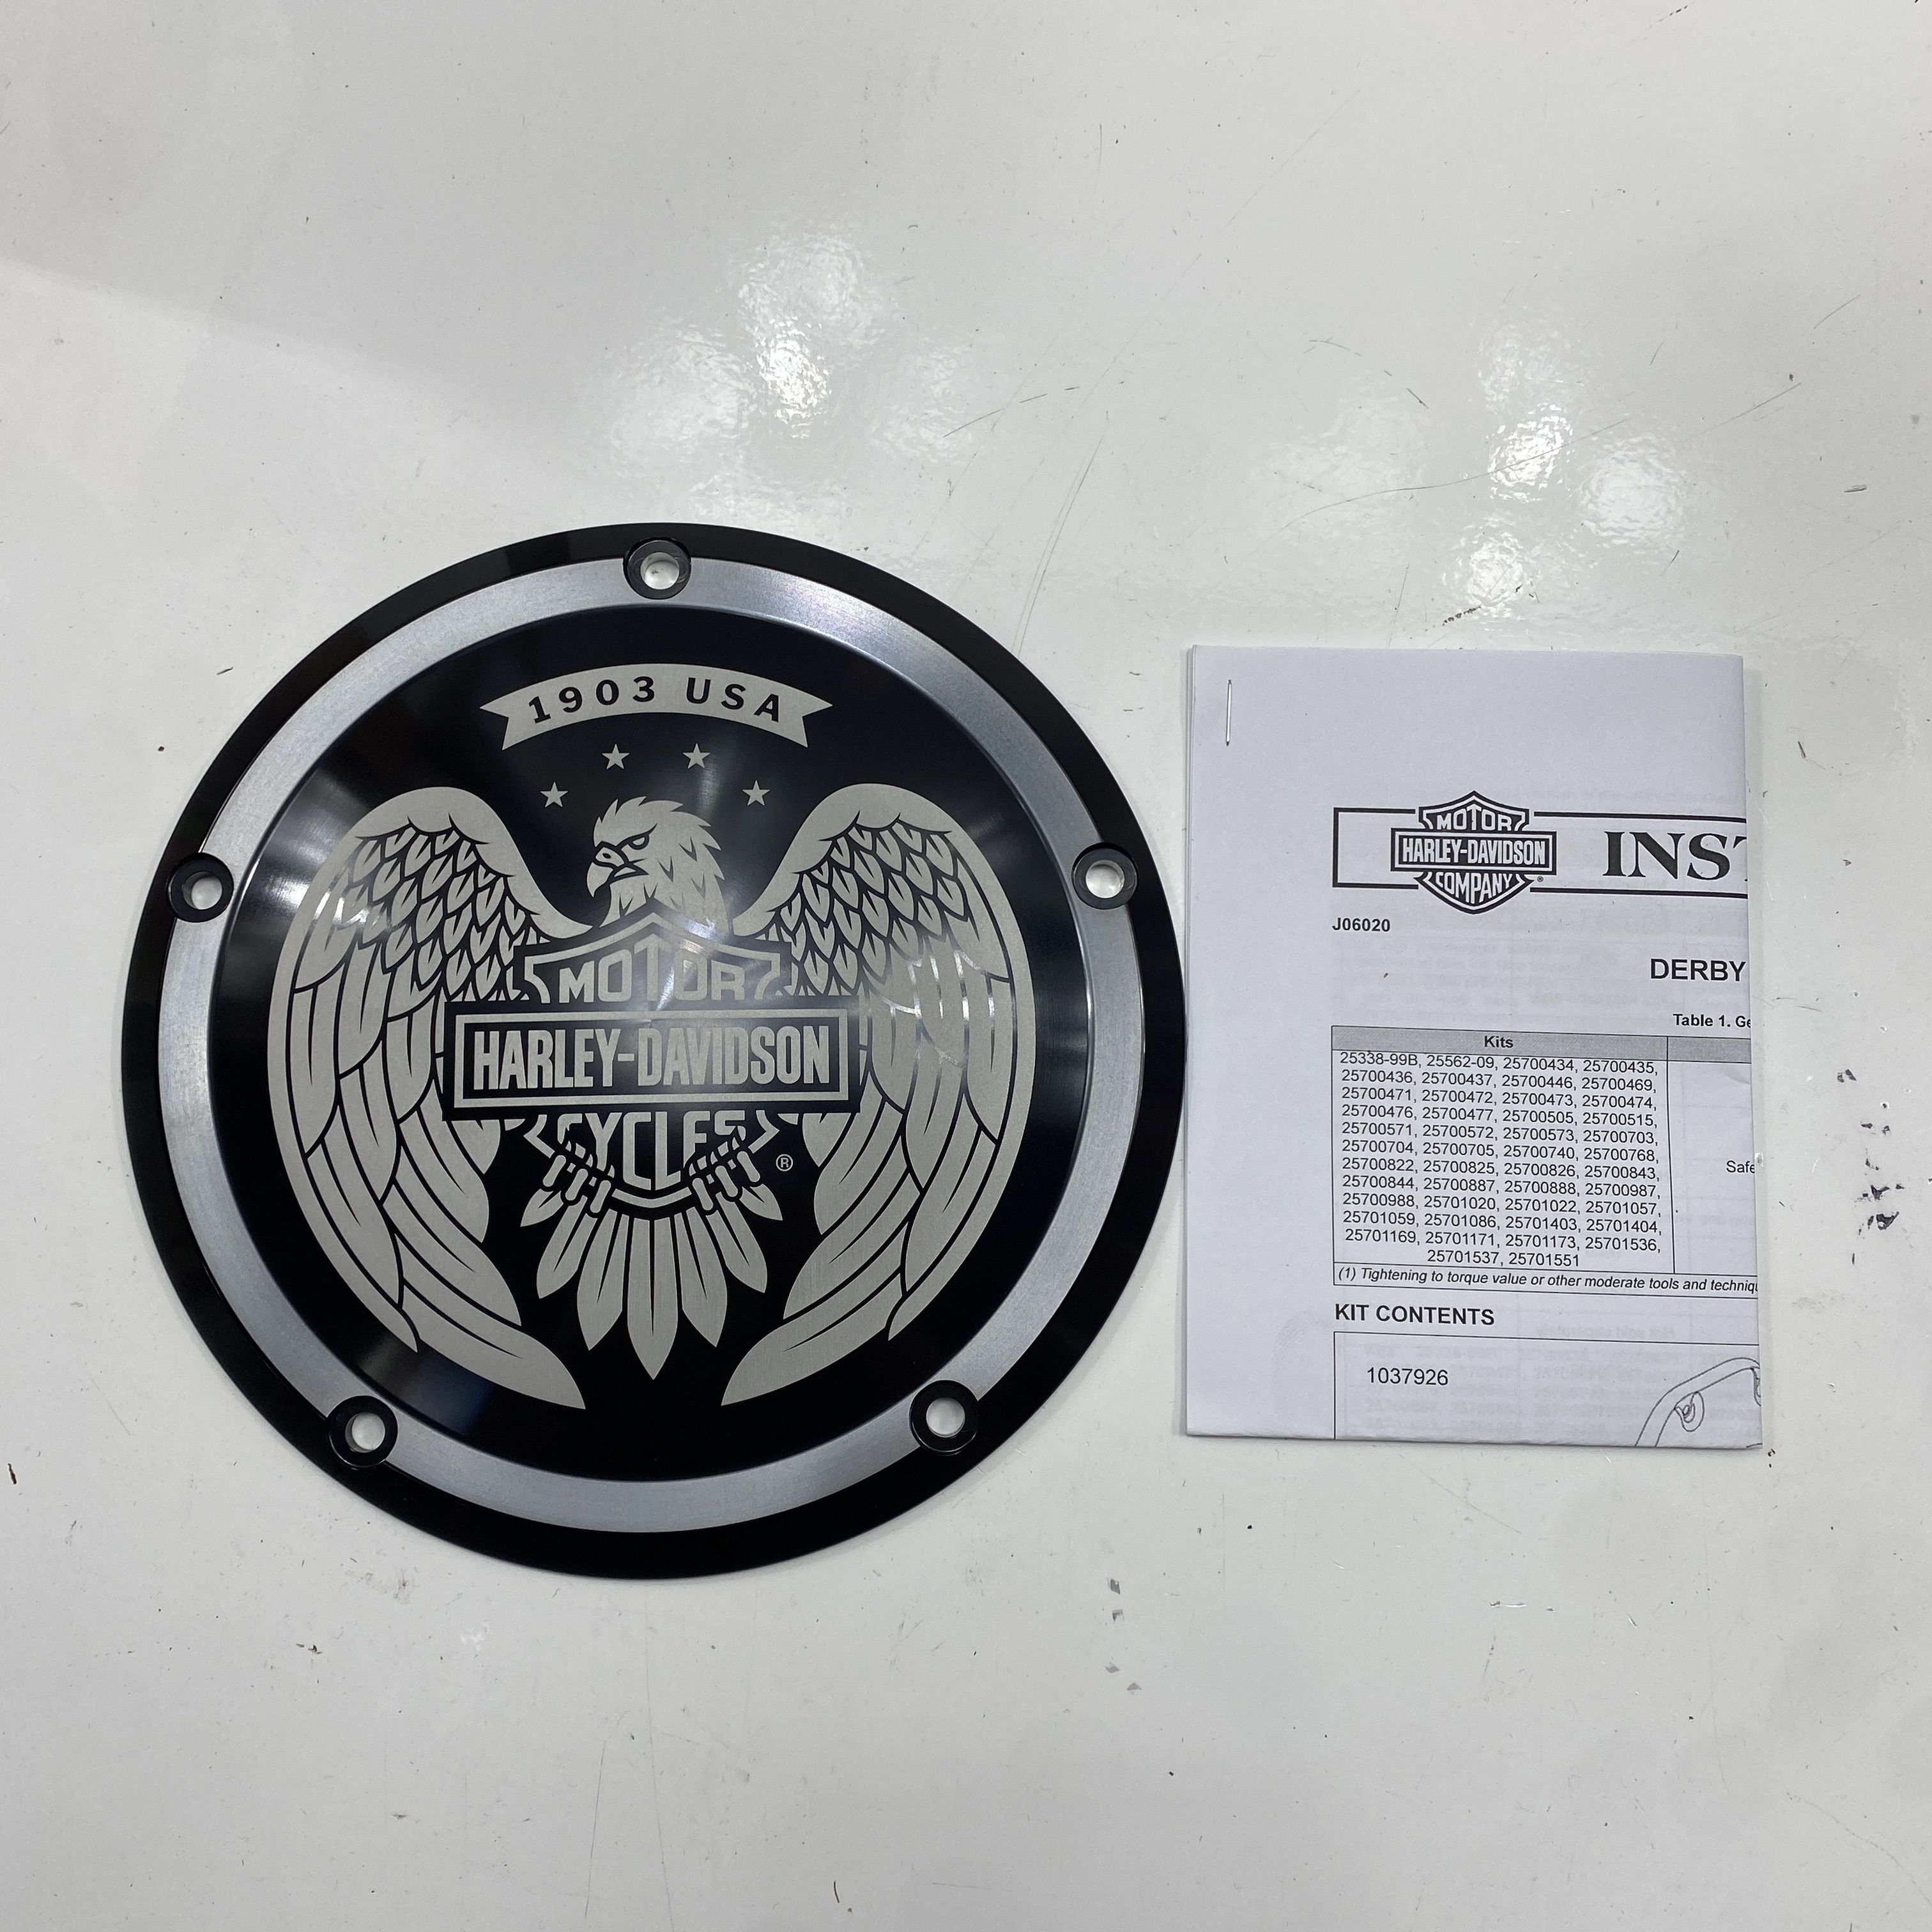 1903 USA
MOTOR
HARLEY-DAVIDSON
CYCLES
®
MOTOR
HARLEY-DAVIDSON
COMPANY
®
INST
J06020
DERBY
Table 1. Ge
Kits
25338-99B, 25562-09, 25700434, 25700435,
25700436, 25700437, 25700446, 25700469,
25700471, 25700472, 25700473, 25700474,
25700476, 25700477, 25700505, 25700515,
25700571, 25700572, 25700573, 25700703,
25700704, 25700705, 25700740, 25700768,
25700822, 25700825, 25700826, 25700843,
25700844, 25700887, 25700888, 25700987,
25700988, 25701020, 25701022, 25701057,
25701059, 25701086, 25701403, 25701404,
25701169, 25701171, 25701173, 25701536,
25701537, 25701551
Safe
(1) Tightening to torque value or other moderate tools and techniqu
KIT CONTENTS
1037926